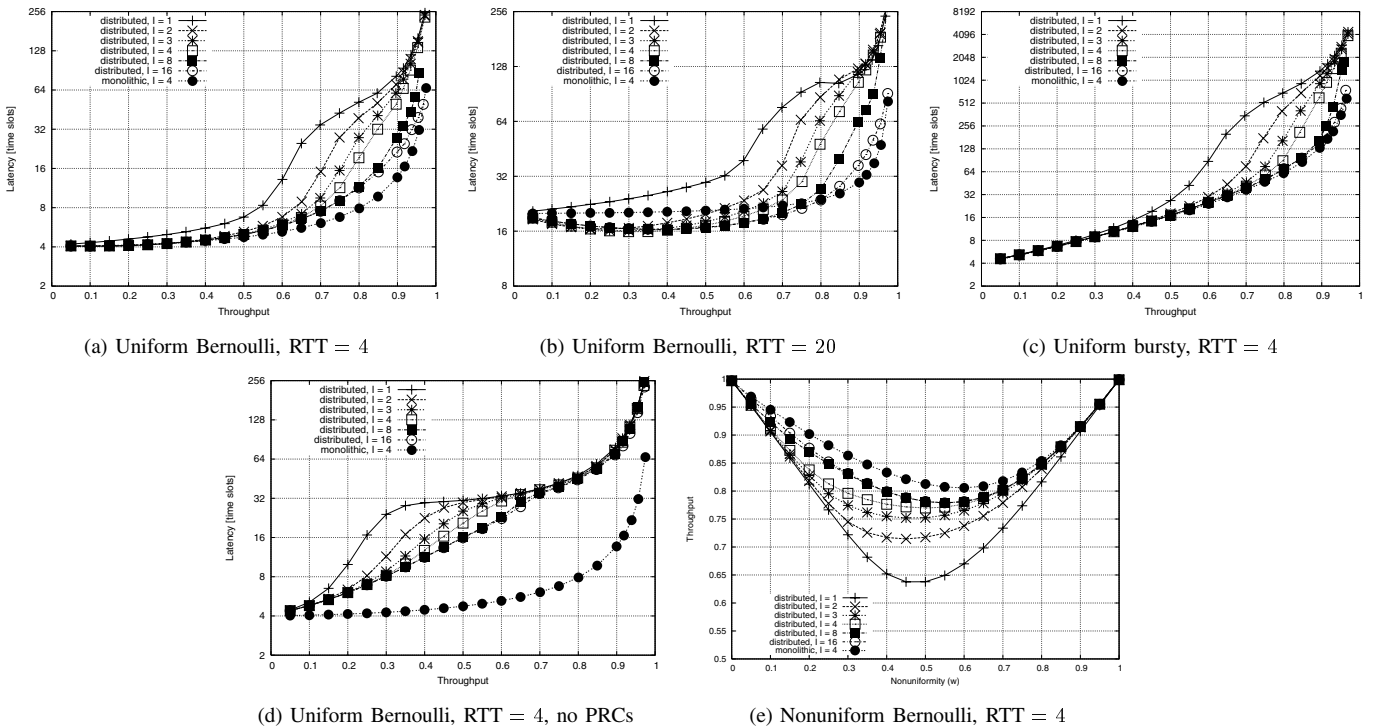 256
128
64
32
16
8
4
2
Latency [time slots]
distributed, I = 1
distributed, I = 2
distributed, I = 3
distributed, I = 4
distributed, I = 8
distributed, I = 16
monolithic, I = 4
0 0.1 0.2 0.3 0.4 0.5 0.6 0.7 0.8 0.9 1
Throughput
(a) Uniform Bernoulli, RTT = 4
256
128
64
32
16
8
Latency [time slots]
distributed, I = 1
distributed, I = 2
distributed, I = 3
distributed, I = 4
distributed, I = 8
distributed, I = 16
monolithic, I = 4
0 0.1 0.2 0.3 0.4 0.5 0.6 0.7 0.8 0.9 1
Throughput
(b) Uniform Bernoulli, RTT = 20
8192
4096
2048
1024
512
256
128
64
32
16
8
4
2
Latency [time slots]
distributed, I = 1
distributed, I = 2
distributed, I = 3
distributed, I = 4
distributed, I = 8
distributed, I = 16
monolithic, I = 4
0 0.1 0.2 0.3 0.4 0.5 0.6 0.7 0.8 0.9 1
Throughput
(c) Uniform bursty, RTT = 4
256
128
64
32
16
8
4
2
Latency [time slots]
distributed, I = 1
distributed, I = 2
distributed, I = 3
distributed, I = 4
distributed, I = 8
distributed, I = 16
monolithic, I = 4
0 0.1 0.2 0.3 0.4 0.5 0.6 0.7 0.8 0.9 1
Throughput
(d) Uniform Bernoulli, RTT = 4, no PRCs
1
0.95
0.9
0.85
0.8
0.75
0.7
0.65
0.6
0.55
0.5
Throughput
distributed, I = 1
distributed, I = 2
distributed, I = 3
distributed, I = 4
distributed, I = 8
distributed, I = 16
monolithic, I = 4
0 0.1 0.2 0.3 0.4 0.5 0.6 0.7 0.8 0.9 1
Nonuniformity (w)
(e) Nonuniform Bernoulli, RTT = 4